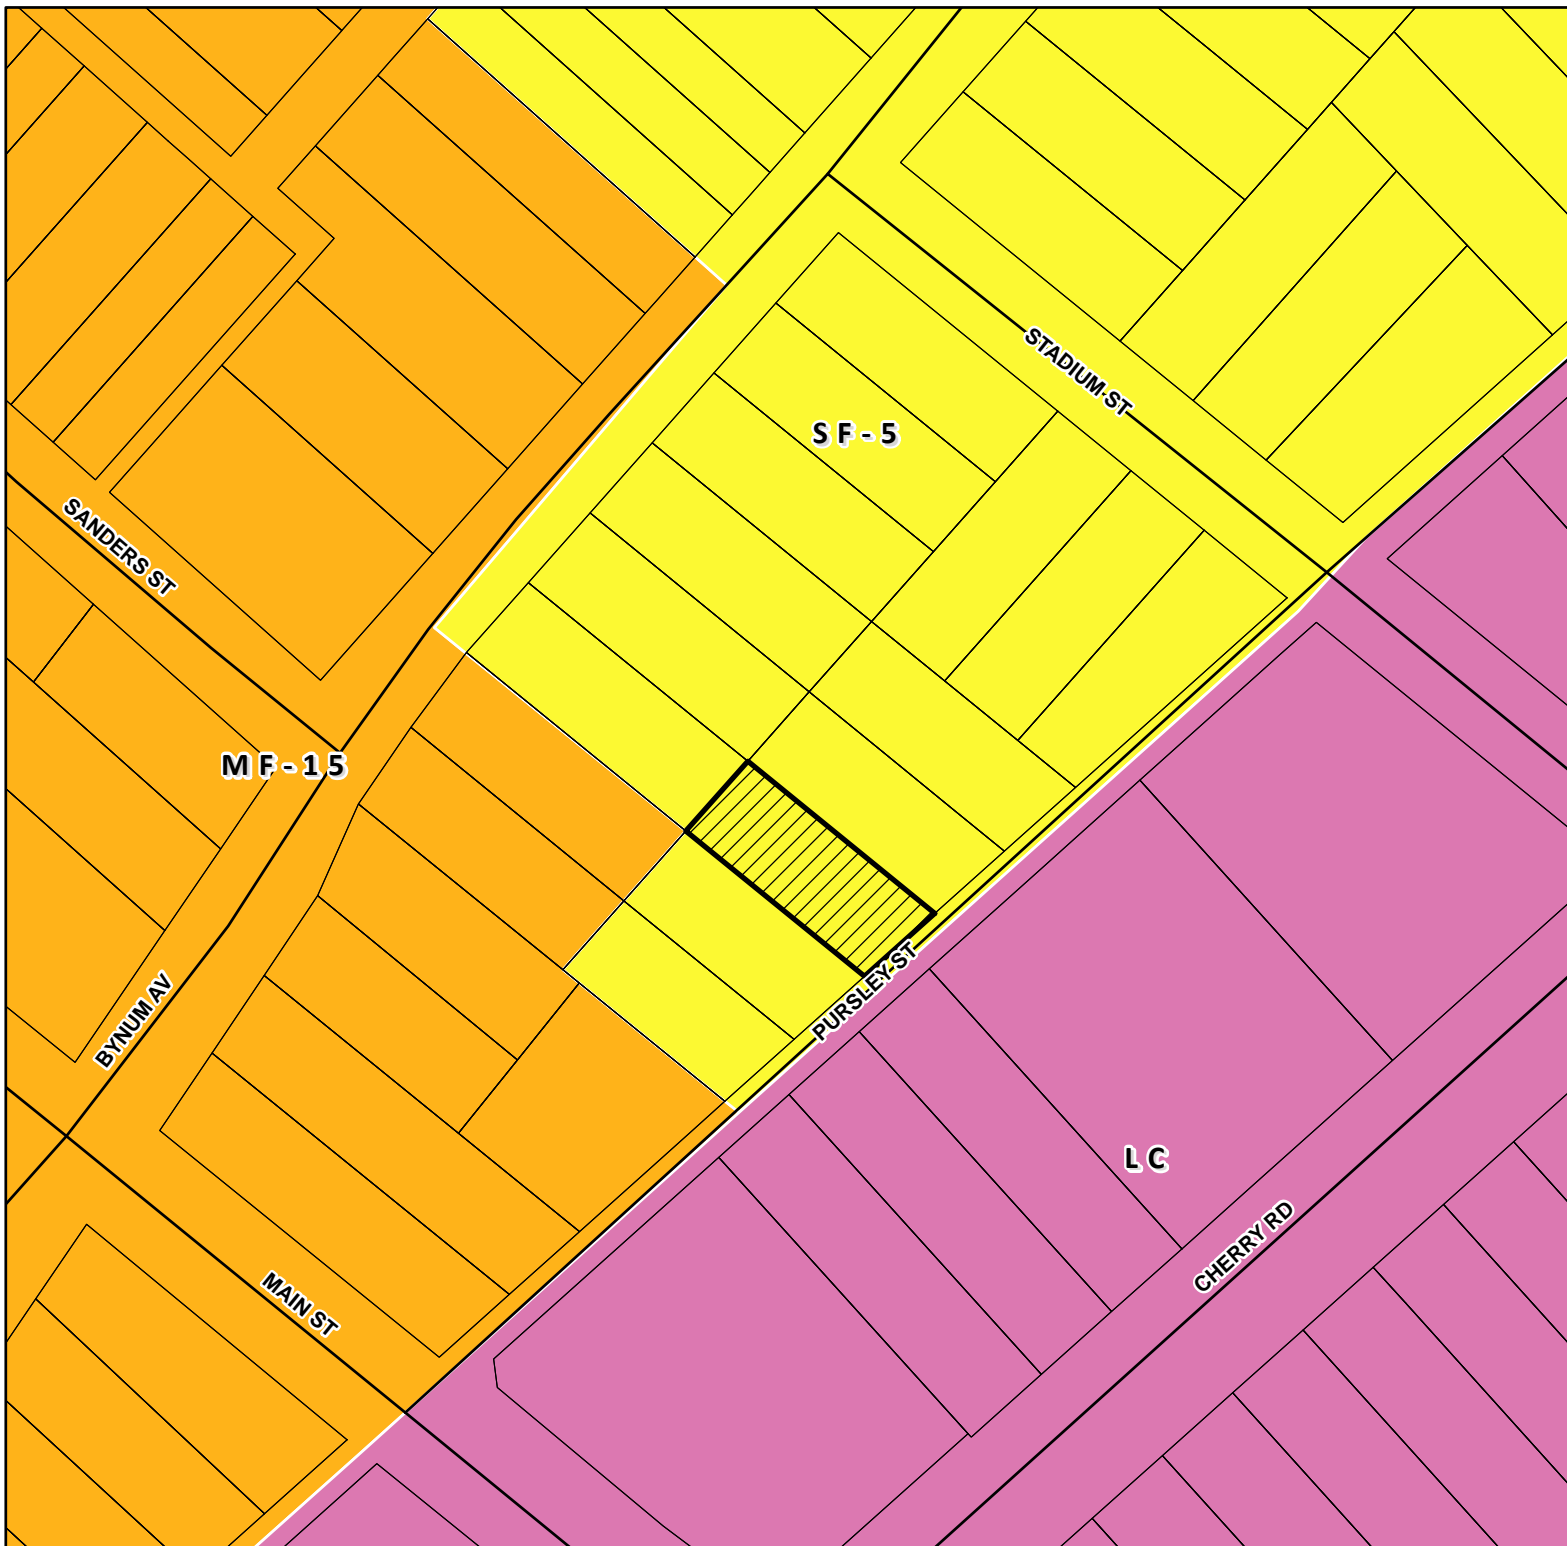 STADIUM ST
SF-5
SANDERS ST
MF-15
PURSLEY ST
BYNUM AV
LC
CHERRY RD
MAIN ST